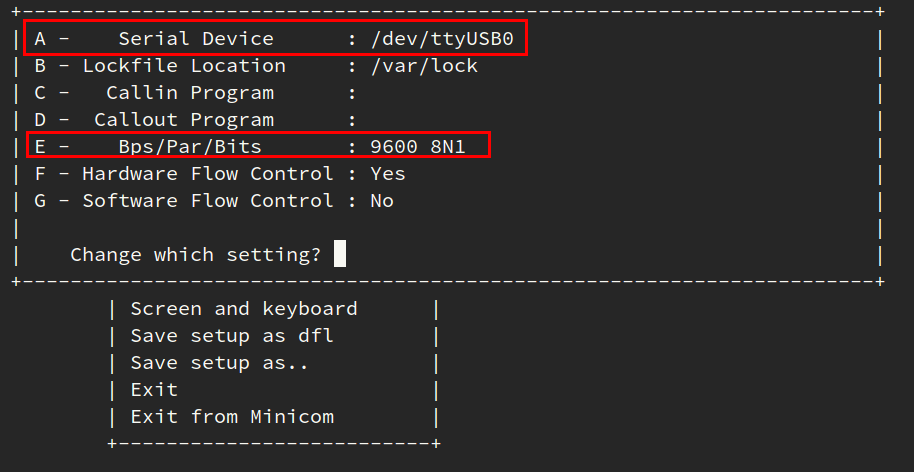 A -    Serial Device      : /dev/ttyUSB0
B - Lockfile Location     : /var/lock
C -   Callin Program      :
D -  Callout Program      :
E -    Bps/Par/Bits       : 9600 8N1
F - Hardware Flow Control : Yes
G - Software Flow Control : No
Change which setting?
Screen and keyboard
Save setup as dfl
Save setup as..
Exit
Exit from Minicom